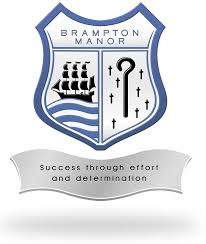 BRAMPTON
MANOR
Success through effort
and determination